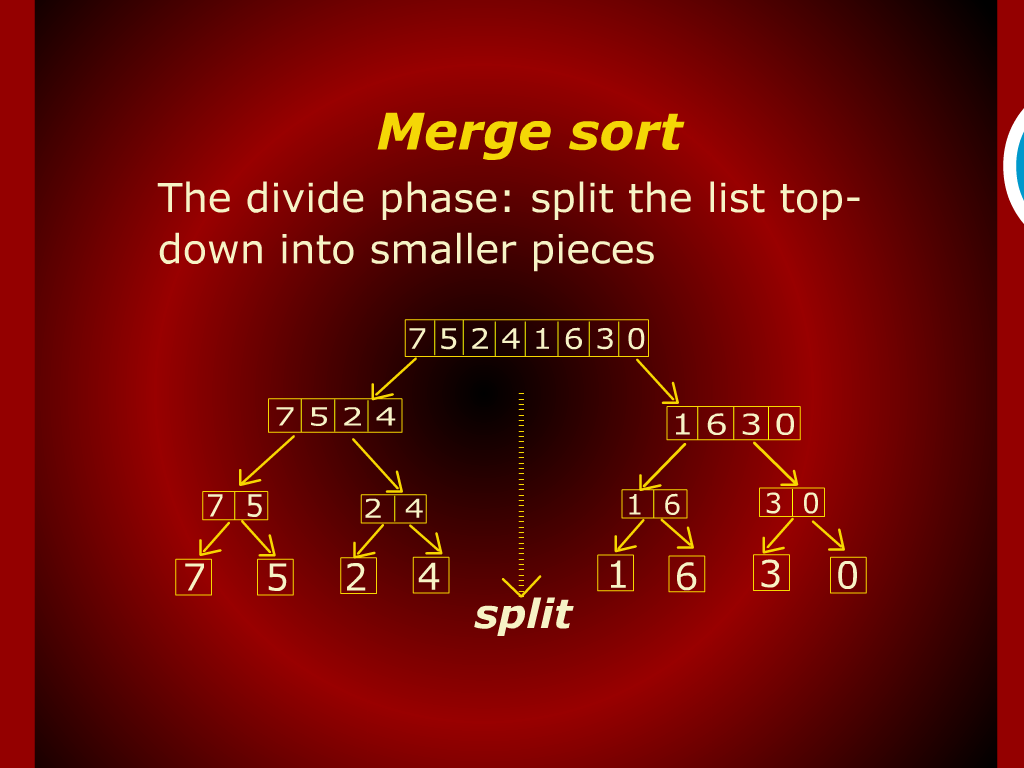 Merge sort
The divide phase: split the list top-
down into smaller pieces
7 5 2 4 1 6 3 0
7 5 2 4
1 6 3 0
7 5
2 4
1 6
3 0
7
5
2
4
1
6
3
0
split